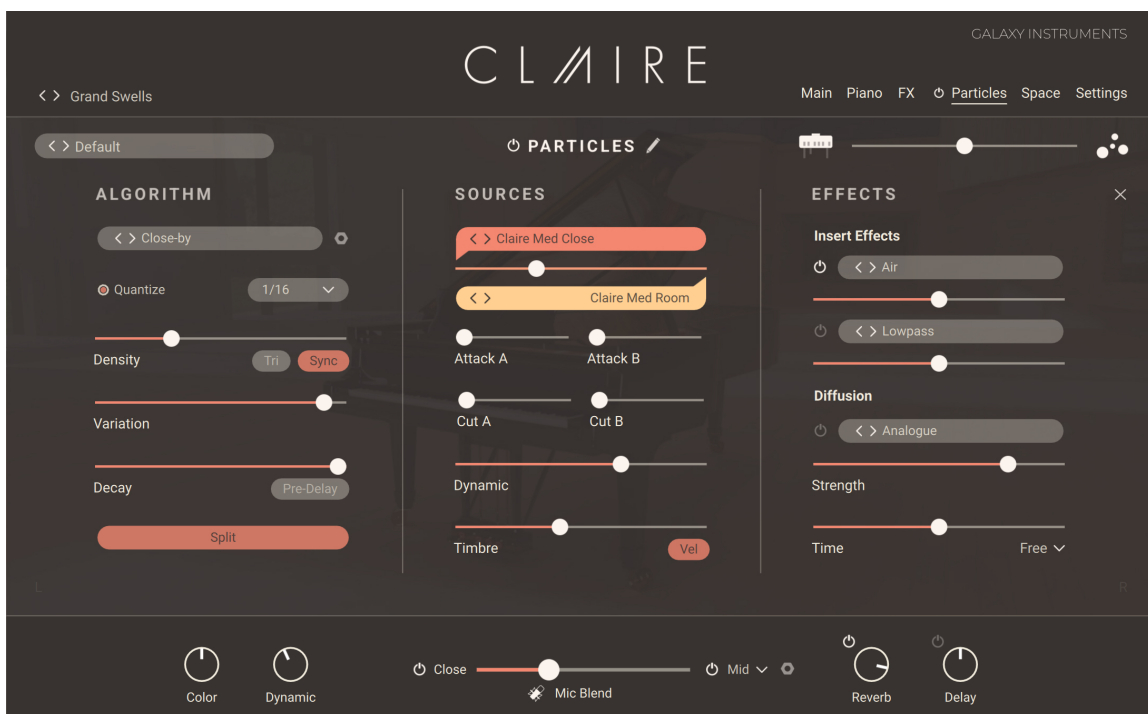 GALAXY INSTRUMENTS
CLAIRE
Grand Swells
Main Piano FX Particles Space Settings
Default
PARTICLES
ALGORITHM
Close-by
Quantize 1/16
Density Tri Sync
Variation
Decay Pre-Delay
Split
SOURCES
Claire Med Close
Claire Med Room
Attack A Attack B
Cut A Cut B
Dynamic
Timbre Vel
EFFECTS
Insert Effects
Air
Lowpass
Diffusion
Analogue
Strength
Time Free
L R
Close Mid
Color Dynamic Mic Blend Reverb Delay